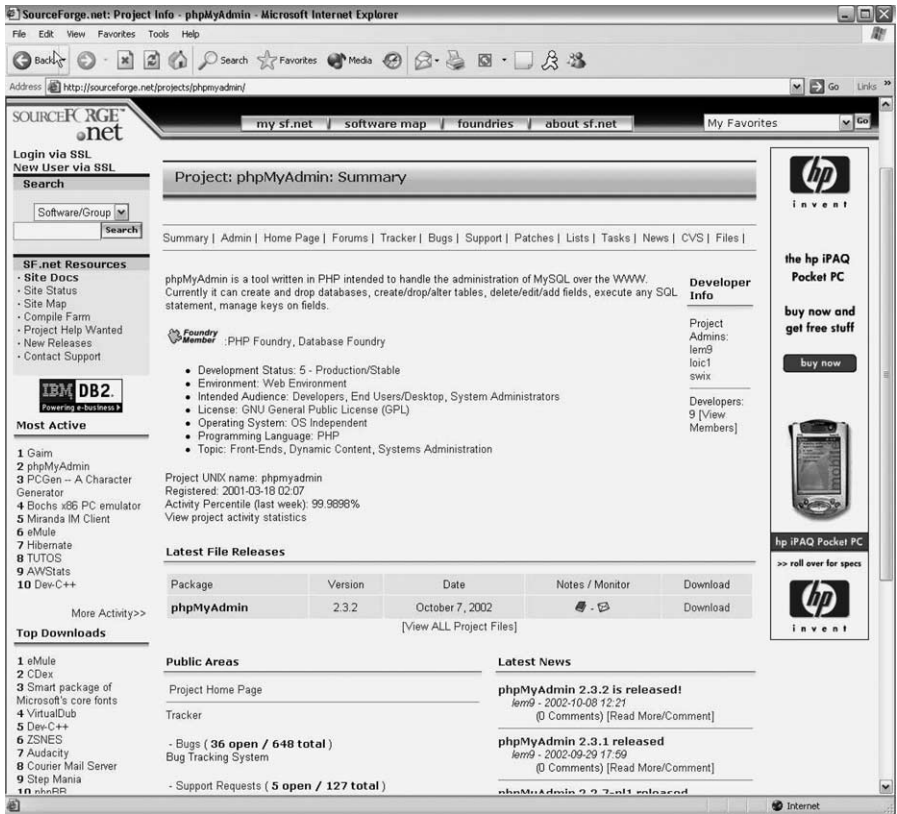 SourceForge.net: Project Info - phpMyAdmin - Microsoft Internet Explorer
File Edit View Favorites Tools Help
Back Search Favorites Media
Address http://sourceforge.net/projects/phpmyadmin/ Go Links »
SOURCEFORGE™ .net
my sf.net software map foundries about sf.net My Favorites Go
Login via SSL
New User via SSL
Search
Software/Group
Search
SF.net Resources
· Site Docs
· Site Status
· Site Map
· Compile Farm
· Project Help Wanted
· New Releases
· Contact Support
IBM DB2.
Powering e-business
Most Active
1 Gaim
2 phpMyAdmin
3 PCGen -- A Character
Generator
4 Bochs x86 PC emulator
5 Miranda IM Client
6 eMule
7 Hibernate
8 TUTOS
9 AWStats
10 Dev-C++
More Activity>>
Top Downloads
1 eMule
2 CDex
3 Smart package of
Microsoft's core fonts
4 VirtualDub
5 Dev-C++
6 ZSNES
7 Audacity
8 Courier Mail Server
9 Step Mania
10 phpBB
Project: phpMyAdmin: Summary
Summary | Admin | Home Page | Forums | Tracker | Bugs | Support | Patches | Lists | Tasks | News | CVS | Files |
phpMyAdmin is a tool written in PHP intended to handle the administration of MySQL over the WWW.
Currently it can create and drop databases, create/drop/alter tables, delete/edit/add fields, execute any SQL
statement, manage keys on fields.
Foundry
Member :PHP Foundry, Database Foundry
• Development Status: 5 - Production/Stable
• Environment: Web Environment
• Intended Audience: Developers, End Users/Desktop, System Administrators
• License: GNU General Public License (GPL)
• Operating System: OS Independent
• Programming Language: PHP
• Topic: Front-Ends, Dynamic Content, Systems Administration
Project UNIX name: phpmyadmin
Registered: 2001-03-18 02:07
Activity Percentile (last week): 99.9898%
View project activity statistics
Developer
Info
Project
Admins:
lem9
loic1
swix
Developers:
9 [View
Members]
Latest File Releases
Package Version Date Notes / Monitor Download
phpMyAdmin 2.3.2 October 7, 2002 - Download
[View ALL Project Files]
Public Areas
Project Home Page
Tracker
- Bugs ( 36 open / 648 total )
Bug Tracking System
- Support Requests ( 5 open / 127 total )
Latest News
phpMyAdmin 2.3.2 is released!
lem9 - 2002-10-08 12:21
(0 Comments) [Read More/Comment]
phpMyAdmin 2.3.1 released
lem9 - 2002-09-29 17:59
(0 Comments) [Read More/Comment]
phpMyAdmin 2.2.7-pl1 released
hp
invent
the hp iPAQ
Pocket PC
buy now and
get free stuff
buy now
mobile
hp iPAQ Pocket PC
>> roll over for specs
hp
invent
Internet